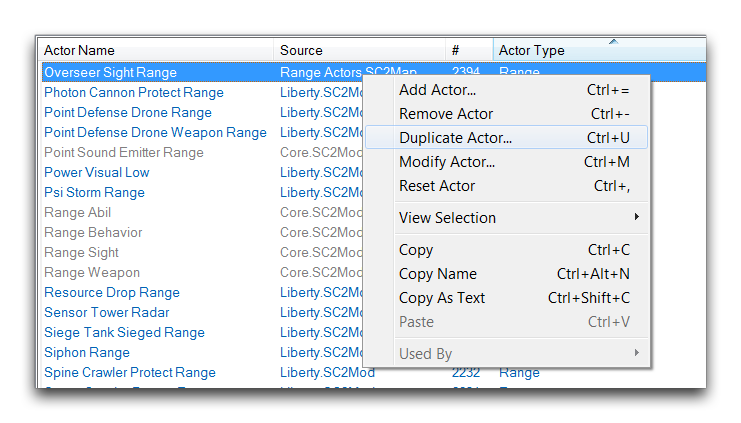 Actor Name Source # Actor Type
Overseer Sight Range Range Actors.SC2Map 2394 Range
Photon Cannon Protect Range Liberty.SC2Mod
Point Defense Drone Range Liberty.SC2Mod
Point Defense Drone Weapon Range Liberty.SC2Mod
Point Sound Emitter Range Core.SC2Mod
Power Visual Low Liberty.SC2Mod
Psi Storm Range Liberty.SC2Mod
Range Abil Core.SC2Mod
Range Behavior Core.SC2Mod
Range Sight Core.SC2Mod
Range Weapon Core.SC2Mod
Resource Drop Range Liberty.SC2Mod
Sensor Tower Radar Liberty.SC2Mod
Siege Tank Sieged Range Liberty.SC2Mod
Siphon Range Liberty.SC2Mod
Spine Crawler Protect Range Liberty.SC2Mod 2232 Range
Add Actor... Ctrl+=
Remove Actor Ctrl+-
Duplicate Actor... Ctrl+U
Modify Actor... Ctrl+M
Reset Actor Ctrl+,
View Selection
Copy Ctrl+C
Copy Name Ctrl+Alt+N
Copy As Text Ctrl+Shift+C
Paste Ctrl+V
Used By